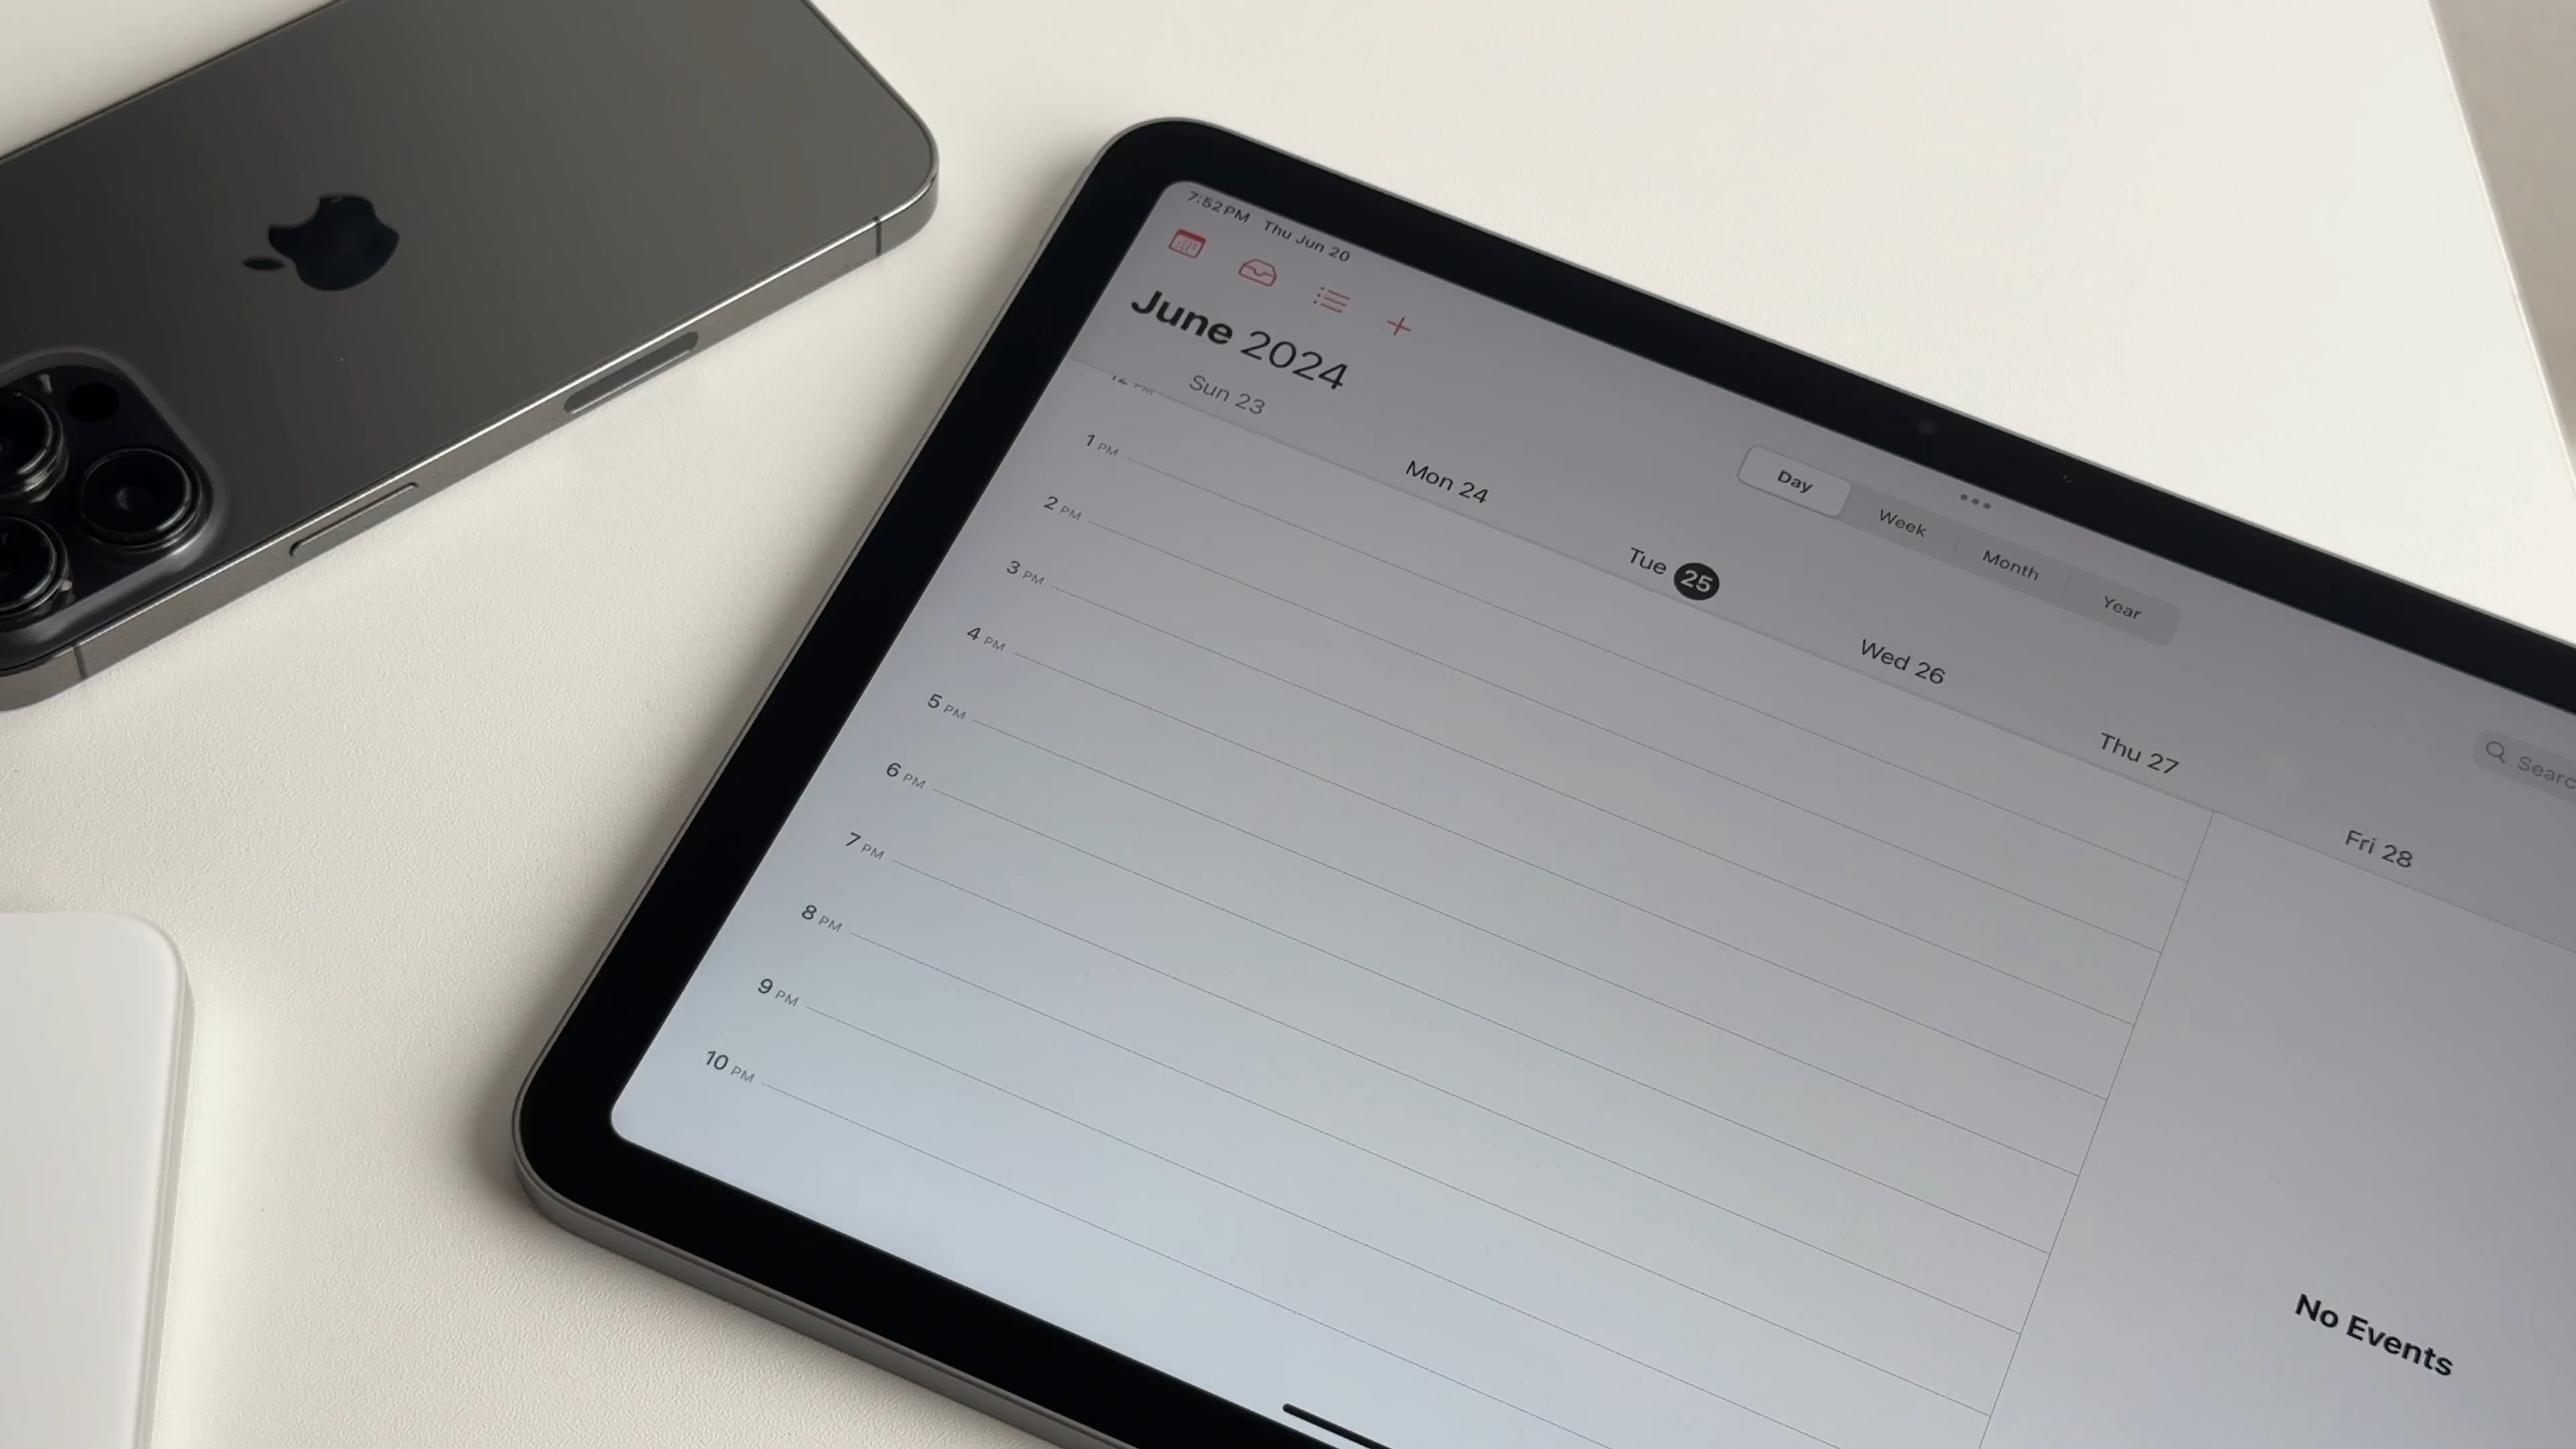 7:52 PM Thu Jun 20
June 2024
Day Week Month Year
Sun 23 Mon 24 Tue 25 Wed 26 Thu 27 Fri 28
12 PM
1 PM
2 PM
3 PM
4 PM
5 PM
6 PM
7 PM
8 PM
9 PM
10 PM
No Events